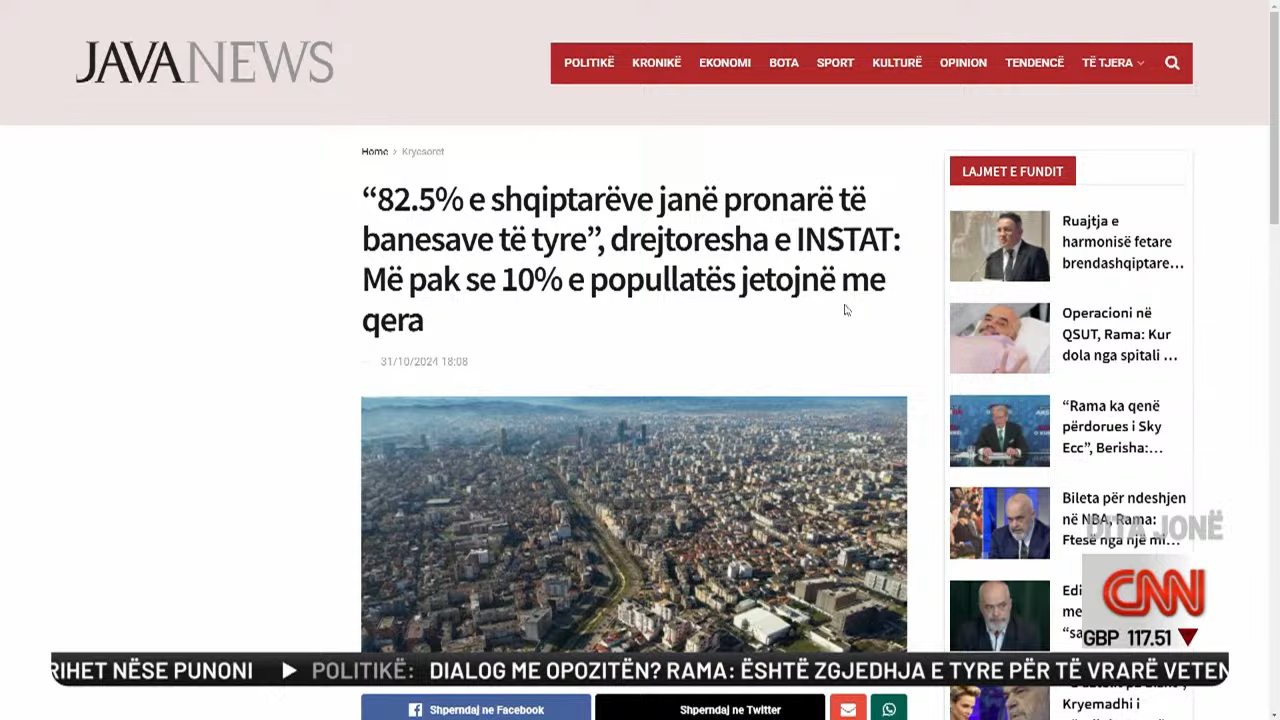 JAVANEWS
POLITIKË KRONIKË EKONOMI BOTA SPORT KULTURË OPINION TENDENCË TË TJERA
Home > Kryesoret
“82.5% e shqiptarëve janë pronarë të
banesave të tyre”, drejtoresha e INSTAT:
Më pak se 10% e popullatës jetojnë me
qera
31/10/2024 18:08
Shperndaj ne Facebook
Shperndaj ne Twitter
LAJMET E FUNDIT
Ruajtja e
harmonisë fetare
brendashqiptare...
Operacioni në
QSUT, Rama: Kur
dola nga spitali ...
“Rama ka qenë
përdorues i Sky
Ecc”, Berisha:...
Bileta për ndeshjen
në NBA, Rama:
Ftesë nga një mi...
Kryemadhi i
DITA JONË
CNN
GBP 117.51
RIHET NËSE PUNONI ▶ POLITIKË: DIALOG ME OPOZITËN? RAMA: ËSHTË ZGJEDHJA E TYRE PËR TË VRARË VETEN